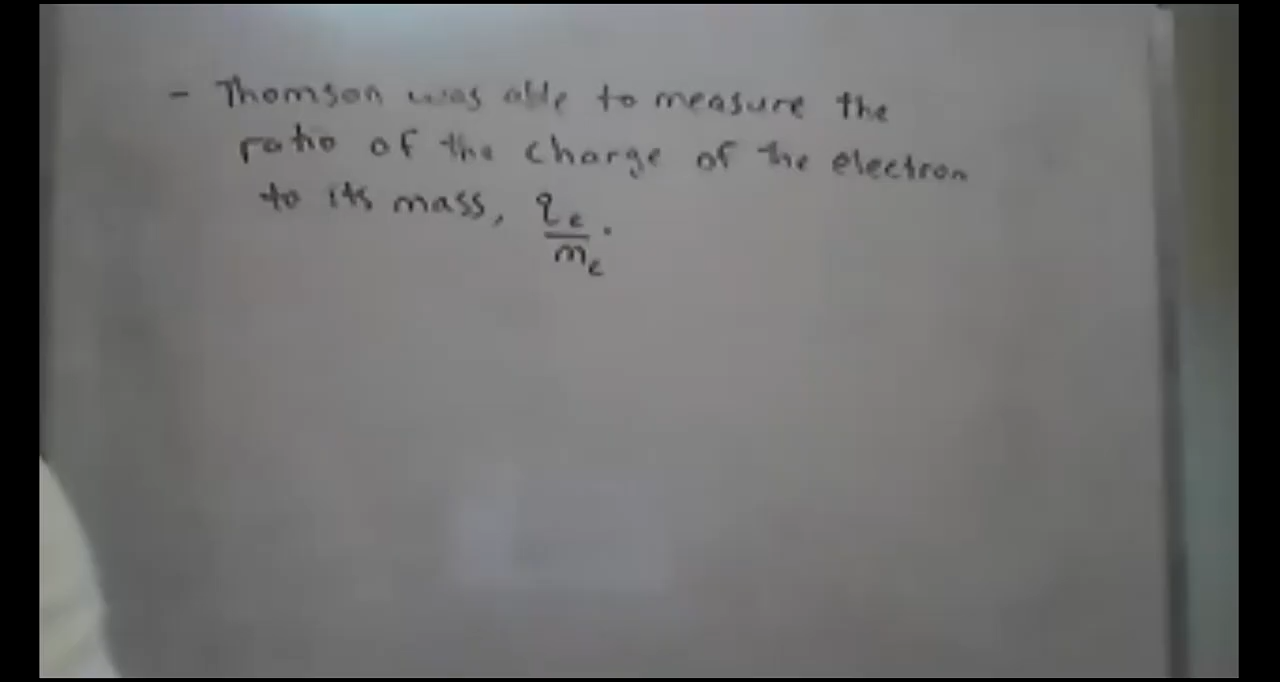 - Thomson was able to measure the
ratio of the charge of the electron
to its mass, qe/me.